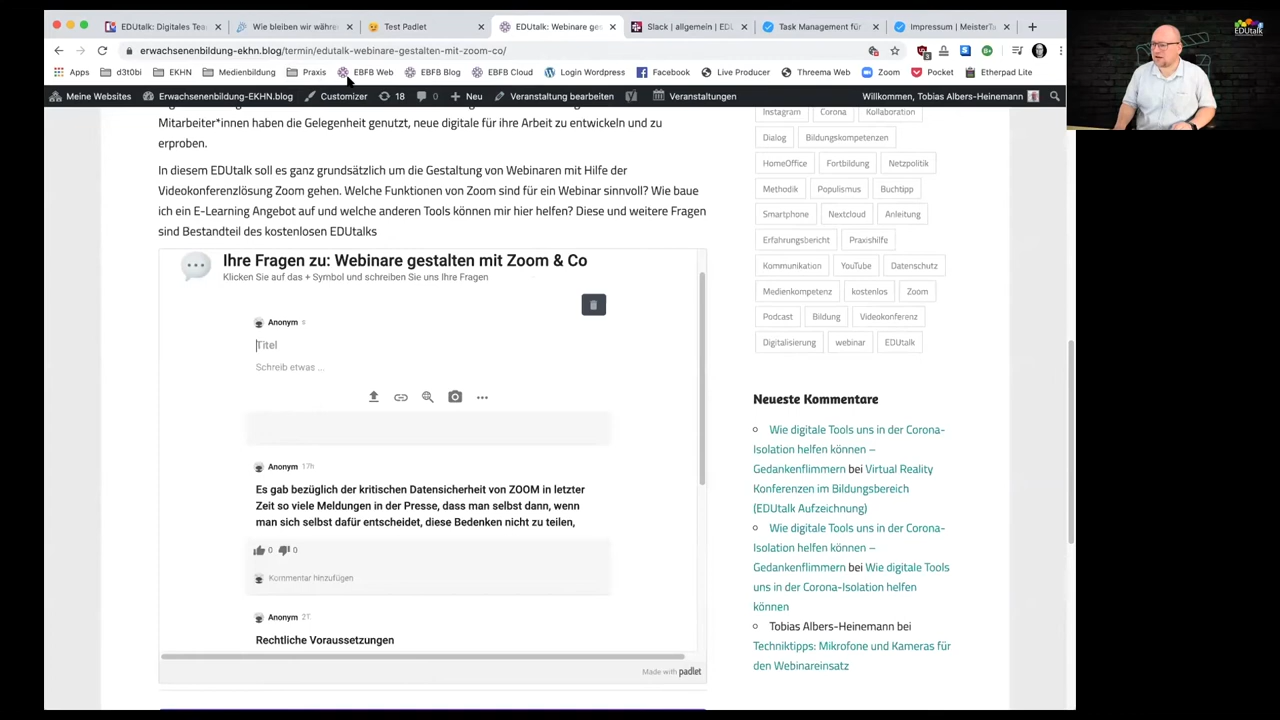 EDUtalk: Digitales Tea
Wie bleiben wir währe
Test Padlet
EDUtalk: Webinare ges
Slack | allgemein | EDU
Task Management für
Impressum | MeisterTa
erwachsenenbildung-ekhn.blog/termin/edutalk-webinare-gestalten-mit-zoom-co/
Apps
d3t0bi
EKHN
Medienbildung
Praxis
EBFB Web
EBFB Blog
EBFB Cloud
Login Wordpress
Facebook
Live Producer
Threema Web
Zoom
Pocket
Etherpad Lite
Meine Websites
Erwachsenenbildung-EKHN.blog
Customizer
18
0
Neu
Veranstaltung bearbeiten
Veranstaltungen
Willkommen, Tobias Albers-Heinemann
EDUtalk
Mitarbeiter*innen haben die Gelegenheit genutzt, neue digitale für ihre Arbeit zu entwickeln und zu
erproben.
In diesem EDUtalk soll es ganz grundsätzlich um die Gestaltung von Webinaren mit Hilfe der
Videokonferenzlösung Zoom gehen. Welche Funktionen von Zoom sind für ein Webinar sinnvoll? Wie baue
ich ein E-Learning Angebot auf und welche anderen Tools können mir hier helfen? Diese und weitere Fragen
sind Bestandteil des kostenlosen EDUtalks
Ihre Fragen zu: Webinare gestalten mit Zoom & Co
Klicken Sie auf das + Symbol und schreiben Sie uns Ihre Fragen
Anonym
Titel
Schreib etwas ...
Anonym 17h
Es gab bezüglich der kritischen Datensicherheit von ZOOM in letzter
Zeit so viele Meldungen in der Presse, dass man selbst dann, wenn
man sich selbst dafür entscheidet, diese Bedenken nicht zu teilen,
0 0
Kommentar hinzufügen
Anonym 2T
Rechtliche Voraussetzungen
Made with padlet
Instagram Corona Kollaboration
Dialog Bildungskompetenzen
HomeOffice Fortbildung Netzpolitik
Methodik Populismus Buchtipp
Smartphone Nextcloud Anleitung
Erfahrungsbericht Praxishilfe
Kommunikation YouTube Datenschutz
Medienkompetenz kostenlos Zoom
Podcast Bildung Videokonferenz
Digitalisierung webinar EDUtalk
Neueste Kommentare
Wie digitale Tools uns in der Corona-
Isolation helfen können –
Gedankenflimmern bei Virtual Reality
Konferenzen im Bildungsbereich
(EDUtalk Aufzeichnung)
Wie digitale Tools uns in der Corona-
Isolation helfen können –
Gedankenflimmern bei Wie digitale Tools
uns in der Corona-Isolation helfen
können
Tobias Albers-Heinemann bei
Techniktipps: Mikrofone und Kameras für
den Webinareinsatz